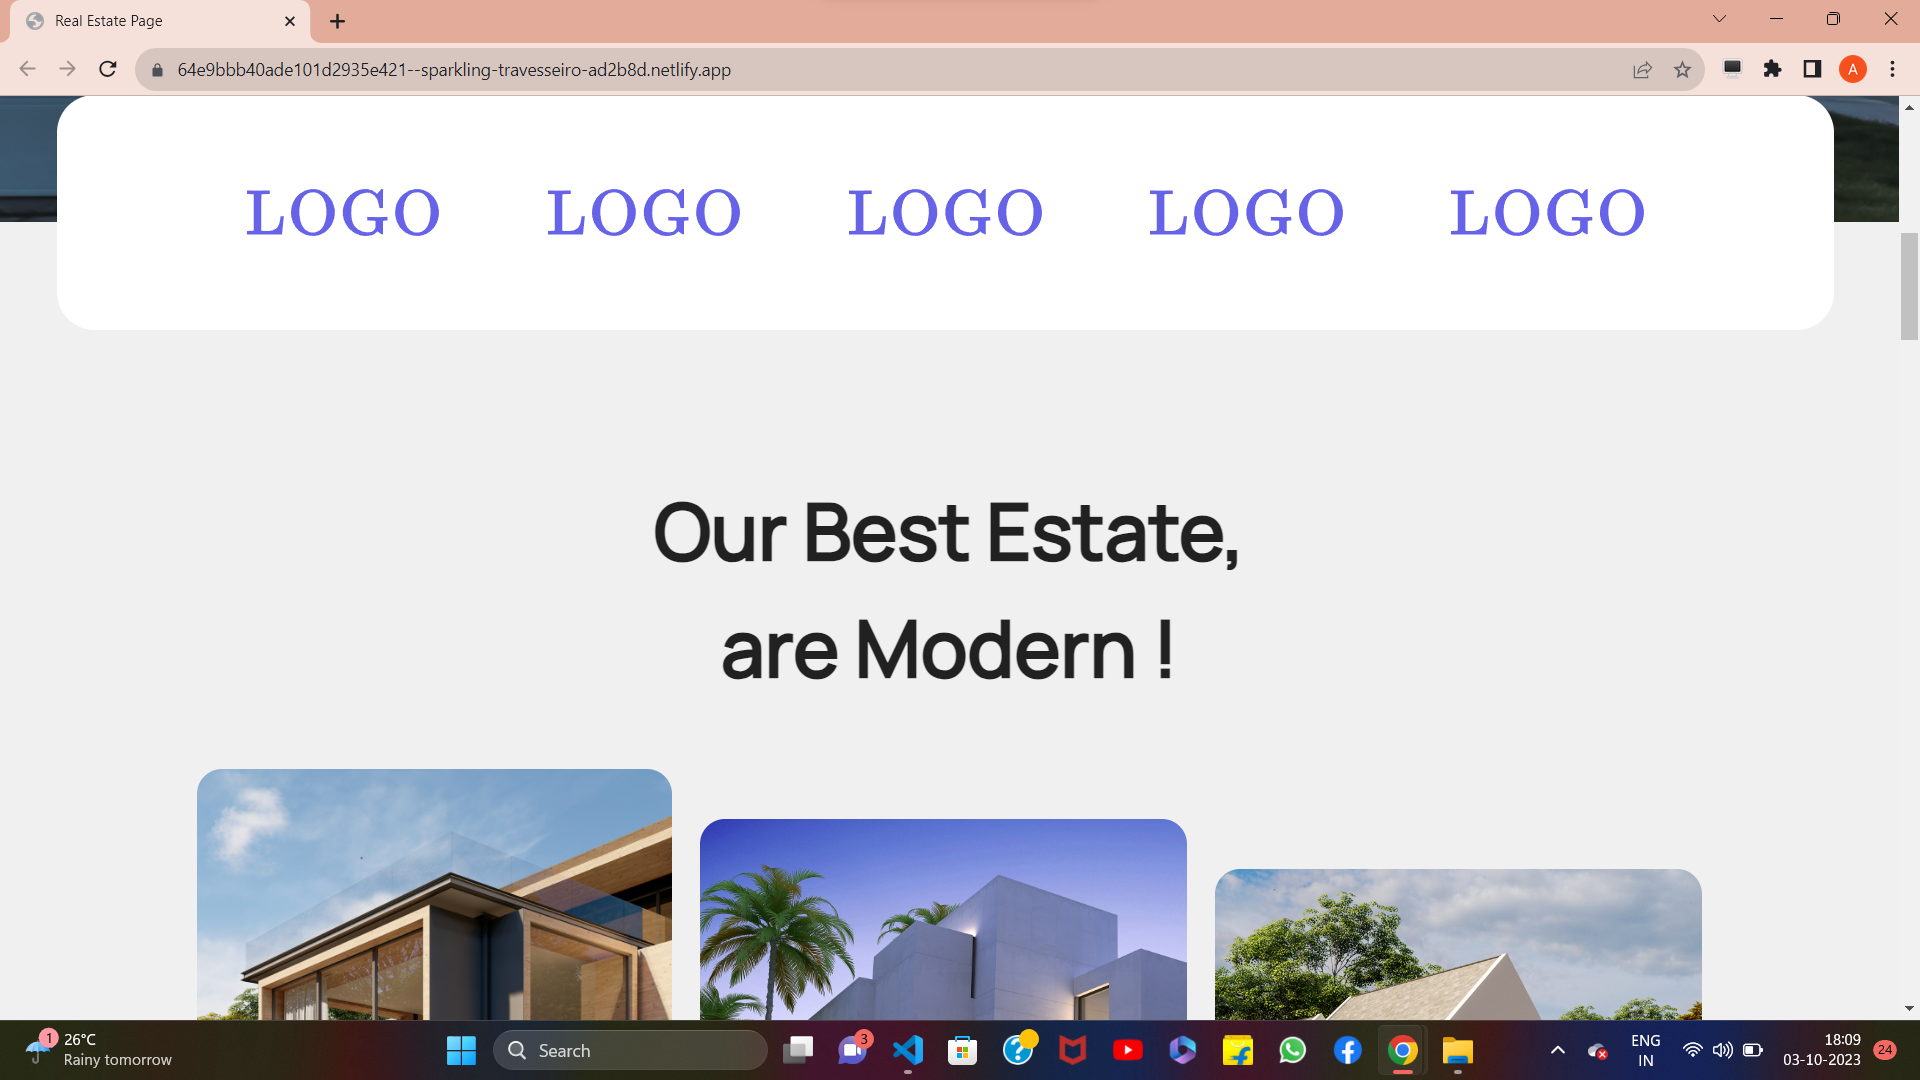 Real Estate Page
64e9bbb40ade101d2935e421--sparkling-travesseiro-ad2b8d.netlify.app
A
LOGO LOGO LOGO LOGO LOGO
Our Best Estate,
are Modern !
1
26°C
Rainy tomorrow
Search
3
ENG
IN
18:09
03-10-2023
24